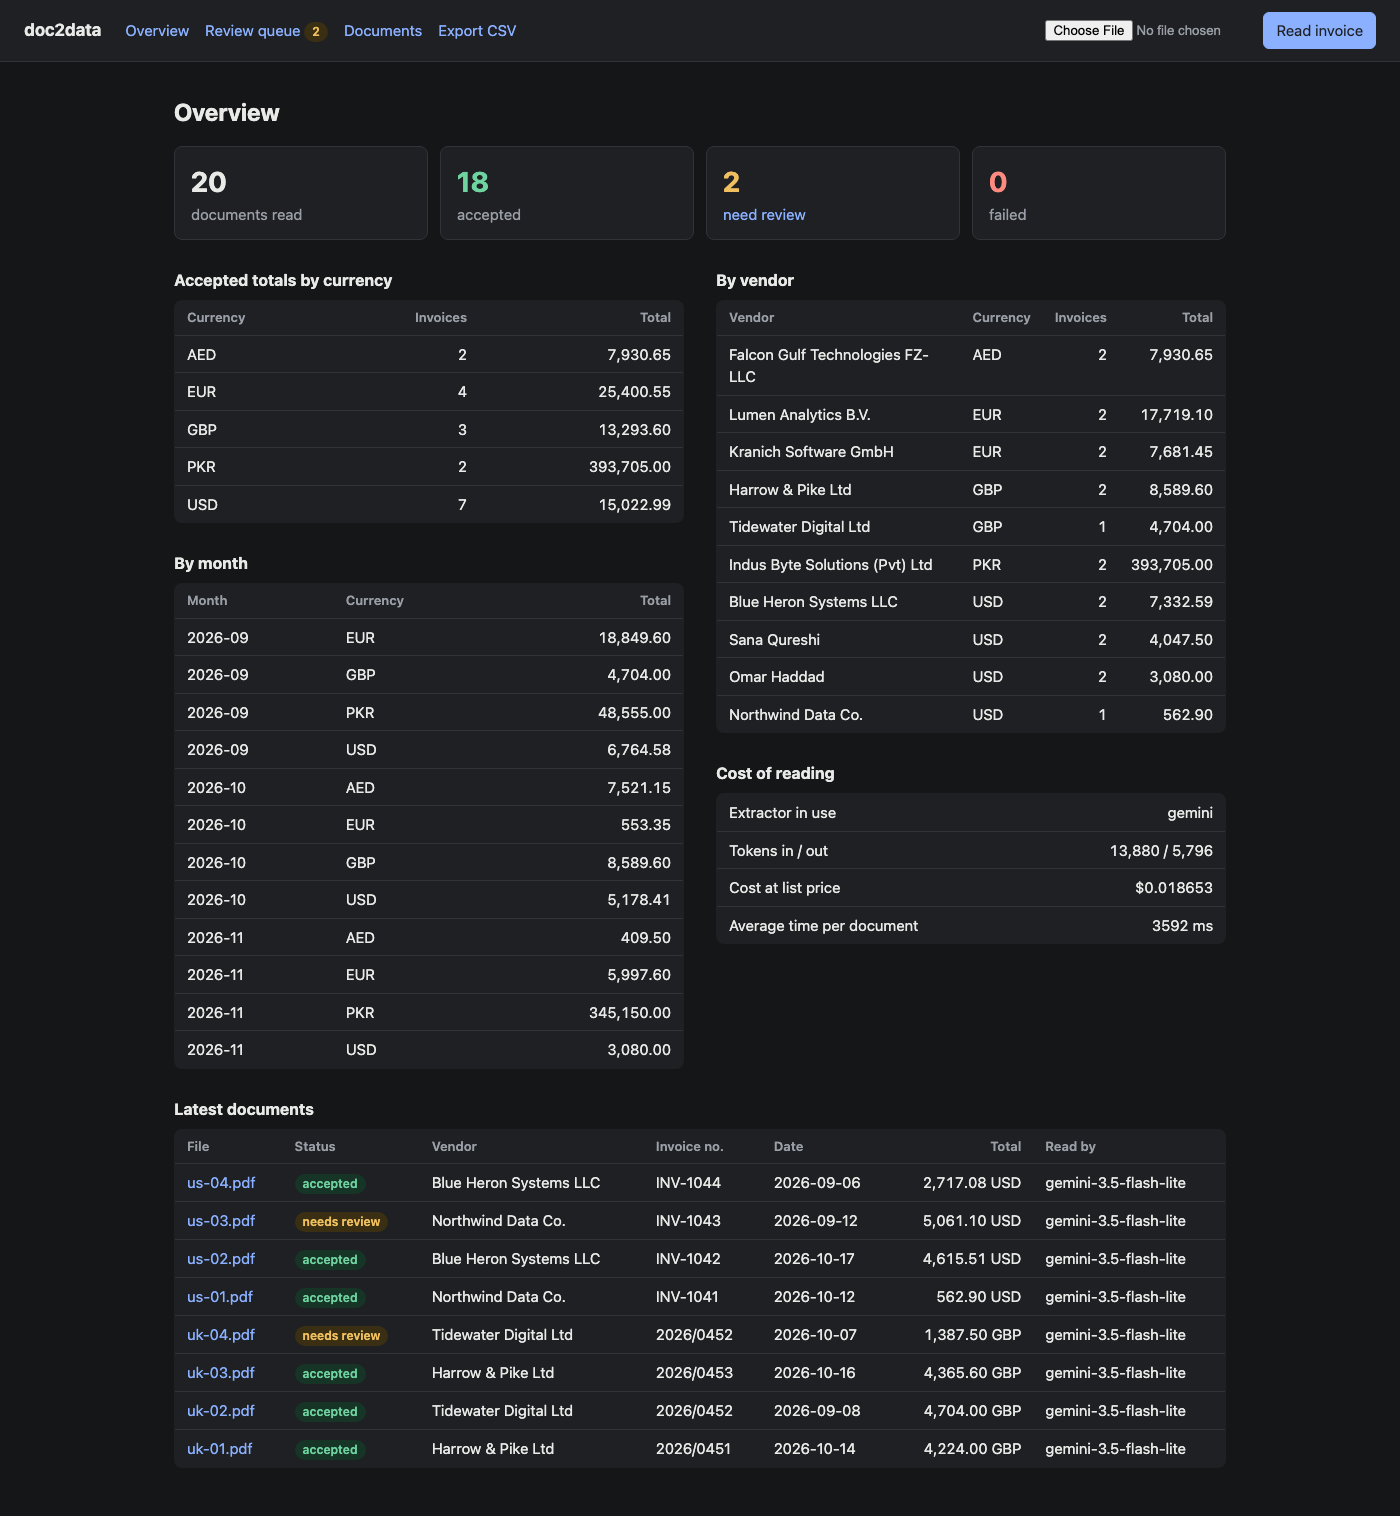 doc2data Overview Review queue 2 Documents Export CSV Choose File No file chosen Read invoice
Overview
20
documents read
18
accepted
2
need review
0
failed
Accepted totals by currency
Currency Invoices Total
AED 2 7,930.65
EUR 4 25,400.55
GBP 3 13,293.60
PKR 2 393,705.00
USD 7 15,022.99
By month
Month Currency Total
2026-09 EUR 18,849.60
2026-09 GBP 4,704.00
2026-09 PKR 48,555.00
2026-09 USD 6,764.58
2026-10 AED 7,521.15
2026-10 EUR 553.35
2026-10 GBP 8,589.60
2026-10 USD 5,178.41
2026-11 AED 409.50
2026-11 EUR 5,997.60
2026-11 PKR 345,150.00
2026-11 USD 3,080.00
By vendor
Vendor Currency Invoices Total
Falcon Gulf Technologies FZ- AED 2 7,930.65
LLC
Lumen Analytics B.V. EUR 2 17,719.10
Kranich Software GmbH EUR 2 7,681.45
Harrow & Pike Ltd GBP 2 8,589.60
Tidewater Digital Ltd GBP 1 4,704.00
Indus Byte Solutions (Pvt) Ltd PKR 2 393,705.00
Blue Heron Systems LLC USD 2 7,332.59
Sana Qureshi USD 2 4,047.50
Omar Haddad USD 2 3,080.00
Northwind Data Co. USD 1 562.90
Cost of reading
Extractor in use gemini
Tokens in / out 13,880 / 5,796
Cost at list price $0.018653
Average time per document 3592 ms
Latest documents
File Status Vendor Invoice no. Date Total Read by
us-04.pdf accepted Blue Heron Systems LLC INV-1044 2026-09-06 2,717.08 USD gemini-3.5-flash-lite
us-03.pdf needs review Northwind Data Co. INV-1043 2026-09-12 5,061.10 USD gemini-3.5-flash-lite
us-02.pdf accepted Blue Heron Systems LLC INV-1042 2026-10-17 4,615.51 USD gemini-3.5-flash-lite
us-01.pdf accepted Northwind Data Co. INV-1041 2026-10-12 562.90 USD gemini-3.5-flash-lite
uk-04.pdf needs review Tidewater Digital Ltd 2026/0452 2026-10-07 1,387.50 GBP gemini-3.5-flash-lite
uk-03.pdf accepted Harrow & Pike Ltd 2026/0453 2026-10-16 4,365.60 GBP gemini-3.5-flash-lite
uk-02.pdf accepted Tidewater Digital Ltd 2026/0452 2026-09-08 4,704.00 GBP gemini-3.5-flash-lite
uk-01.pdf accepted Harrow & Pike Ltd 2026/0451 2026-10-14 4,224.00 GBP gemini-3.5-flash-lite